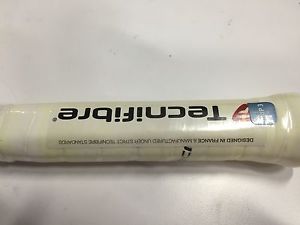 Tecnifibre®
DESIGNED IN FRANCE & MANUFACTURED UNDER STRICT TECNIFIBRE STANDARDS